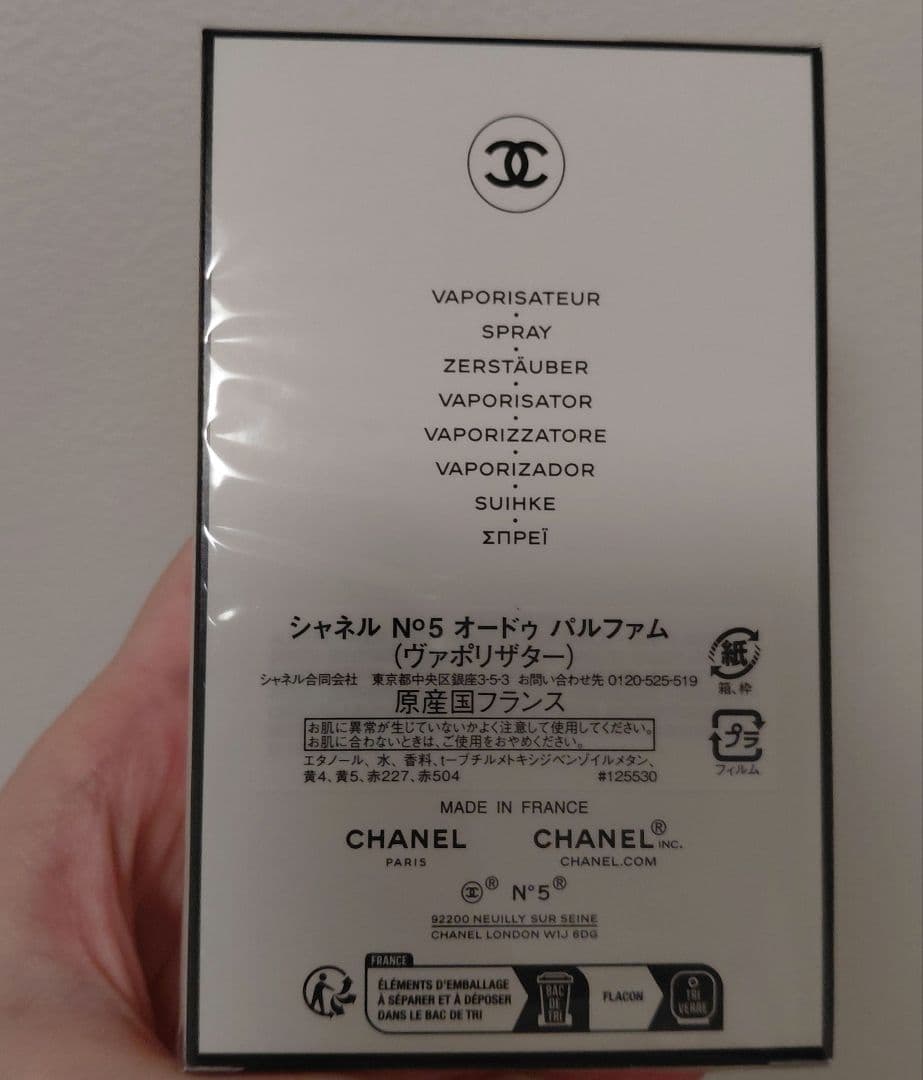 VAPORISATEUR
SPRAY
ZERSTÄUBER
VAPORISATOR
VAPORIZZATORE
VAPORIZADOR
SUIHKE
ΣΠΡΕΪ
シャネル Nº5 オードゥ パルファム
(ヴァポリザター)
シャネル合同会社 東京都中央区銀座3-5-3 お問い合わせ先 0120-525-519
原産国フランス
お肌に異常が生じていないかよく注意して使用してください。
お肌に合わないときは、ご使用をおやめください。
エタノール、水、香料、t-ブチルメトキシジベンゾイルメタン、
黄4、黄5、赤227、赤504 #125530
紙
箱、枠
プラ
フィルム
MADE IN FRANCE
CHANEL CHANEL® INC.
PARIS CHANEL.COM
® N°5®
92200 NEUILLY SUR SEINE
CHANEL LONDON W1J 6DG
FRANCE
ÉLÉMENTS D'EMBALLAGE
À SÉPARER ET À DÉPOSER
DANS LE BAC DE TRI
BAC
DE
TRI
FLACON
TRI
VERRE